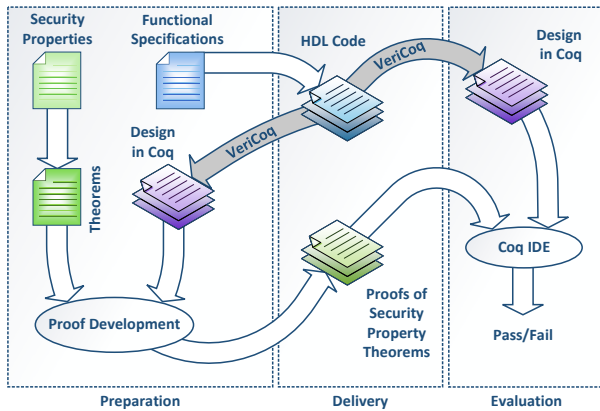 Security
Properties
Functional
Specifications
HDL Code
VeriCoq
Design
in Coq
Design
in Coq
VeriCoq
Theorems
Coq IDE
Proof Development
Proofs of
Security
Property
Theorems
Pass/Fail
Preparation
Delivery
Evaluation